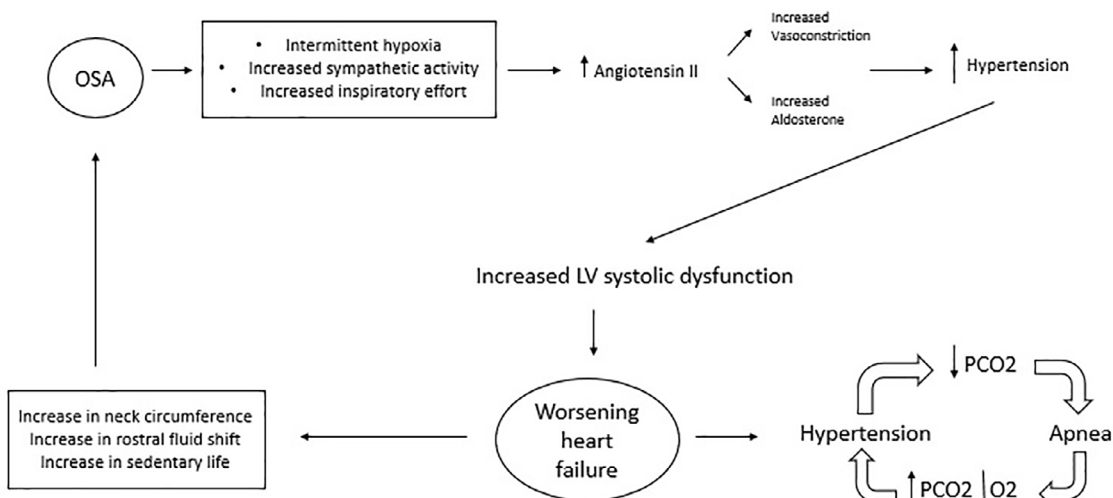 OSA
• Intermittent hypoxia
• Increased sympathetic activity
• Increased inspiratory effort
↑ Angiotensin II
Increased
Vasoconstriction
Increased
Aldosterone
↑ Hypertension
Increased LV systolic dysfunction
Worsening
heart
failure
Increase in neck circumference
Increase in rostral fluid shift
Increase in sedentary life
↓ PCO2
Hypertension
Apnea
↑PCO2 ↓O2